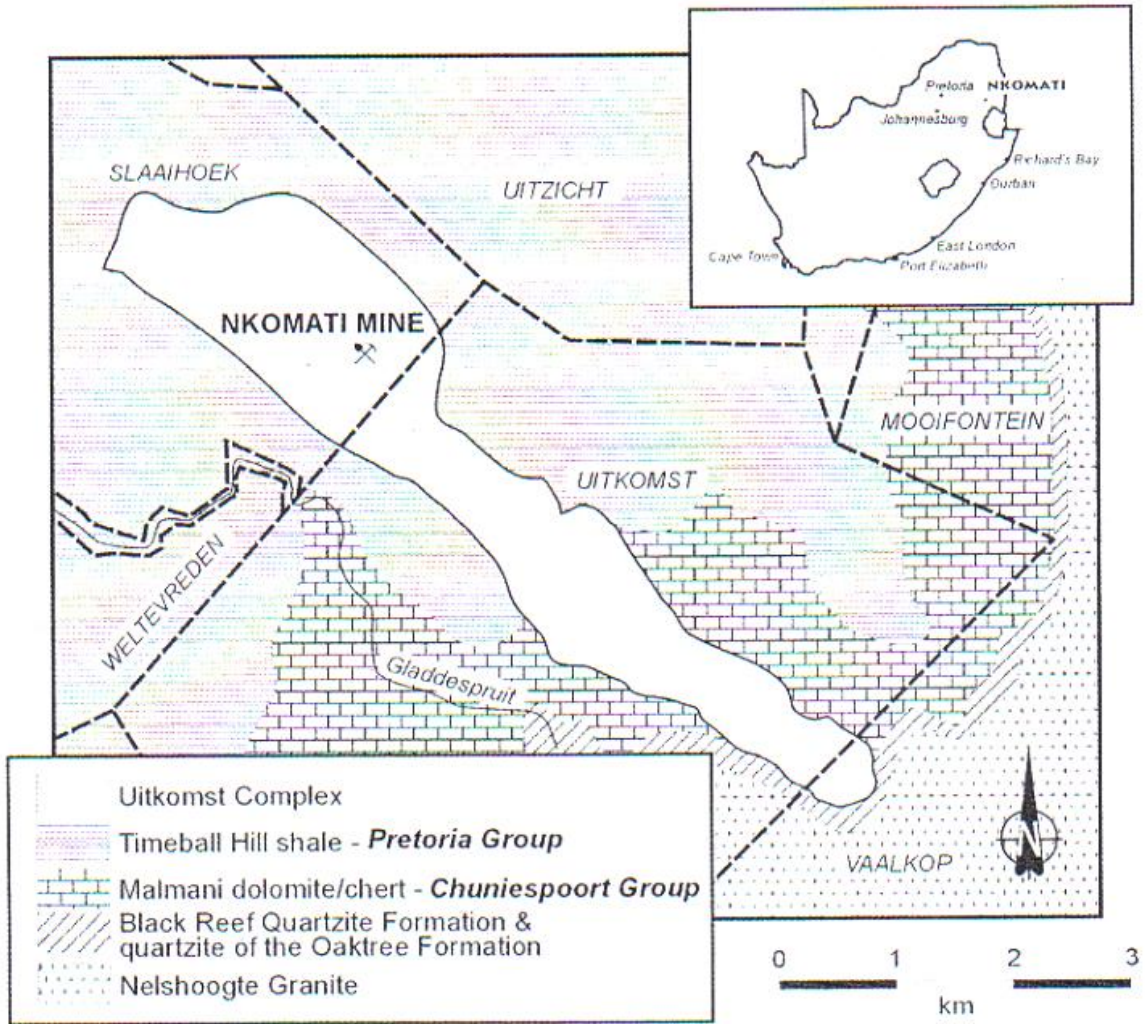 Pretoria
NKOMATI
Johannesburg
Richard's Bay
Durban
East London
Cape Town
Port Elizabeth
SLAAIHOEK
UITZICHT
NKOMATI MINE
MOOIFONTEIN
UITKOMST
WELTEVREDEN
Gladdespruit
VAALKOP
N
Uitkomst Complex
Timeball Hill shale - Pretoria Group
Malmani dolomite/chert - Chuniespoort Group
Black Reef Quartzite Formation &
quartzite of the Oaktree Formation
Nelshoogte Granite
0 1 2 3
km